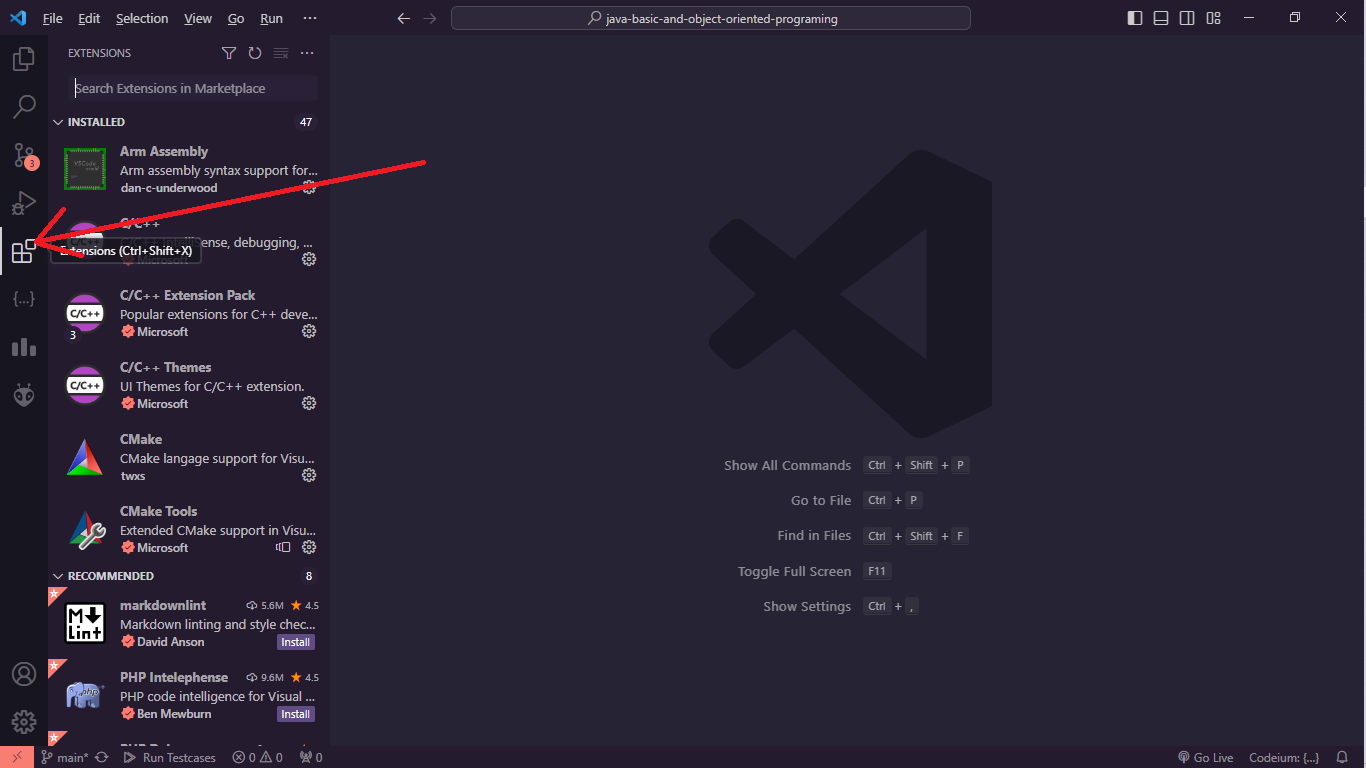 File Edit Selection View Go Run ···
java-basic-and-object-oriented-programing
EXTENSIONS
Search Extensions in Marketplace
INSTALLED 47
Arm Assembly
Arm assembly syntax support for...
dan-c-underwood
C/C++
C/C++ IntelliSense, debugging, ...
Microsoft
Extensions (Ctrl+Shift+X)
C/C++ Extension Pack
Popular extensions for C++ deve...
Microsoft
3
C/C++ Themes
UI Themes for C/C++ extension.
Microsoft
CMake
CMake langage support for Visu...
twxs
CMake Tools
Extended CMake support in Visu...
Microsoft
RECOMMENDED 8
markdownlint 5.6M 4.5
Markdown linting and style chec...
David Anson Install
PHP Intelephense 9.6M 4.5
PHP code intelligence for Visual ...
Ben Mewburn Install
3
{...}
C/C++
C/C++
M
Lint
php
Show All Commands Ctrl + Shift + P
Go to File Ctrl + P
Find in Files Ctrl + Shift + F
Toggle Full Screen F11
Show Settings Ctrl + ,
main* Run Testcases 0 0 0 Go Live Codeium: {...}